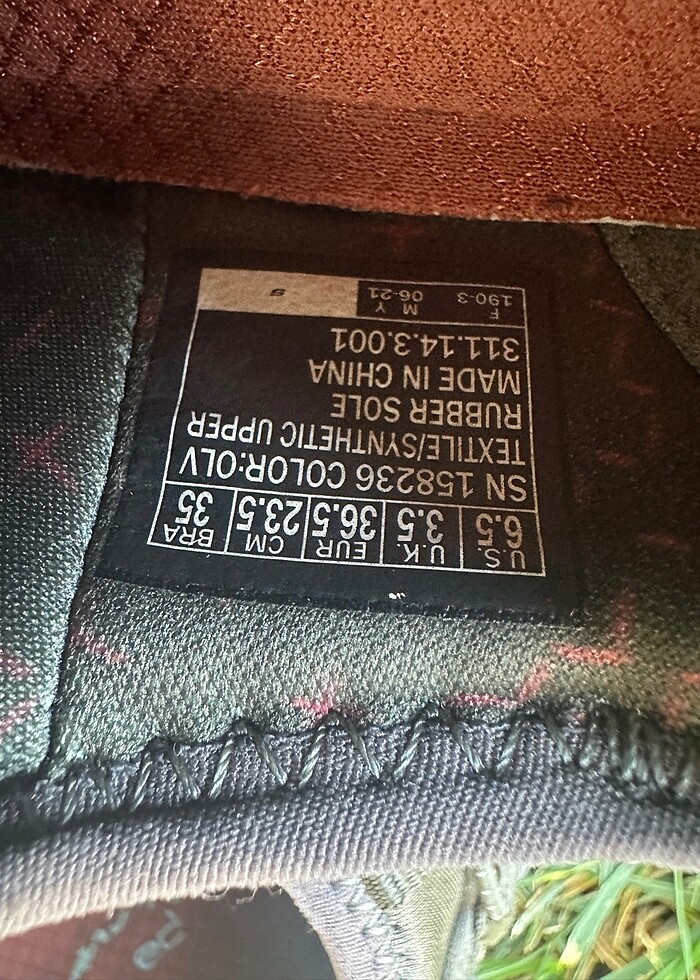 U.S. U.K. EUR CM BRA
6.5 3.5 36.5 23.5 35
SN 158236 COLOR:OLV
TEXTILE/SYNTHETIC UPPER
RUBBER SOLE
MADE IN CHINA
311.14.3.001
F M Y
190-3 06-21